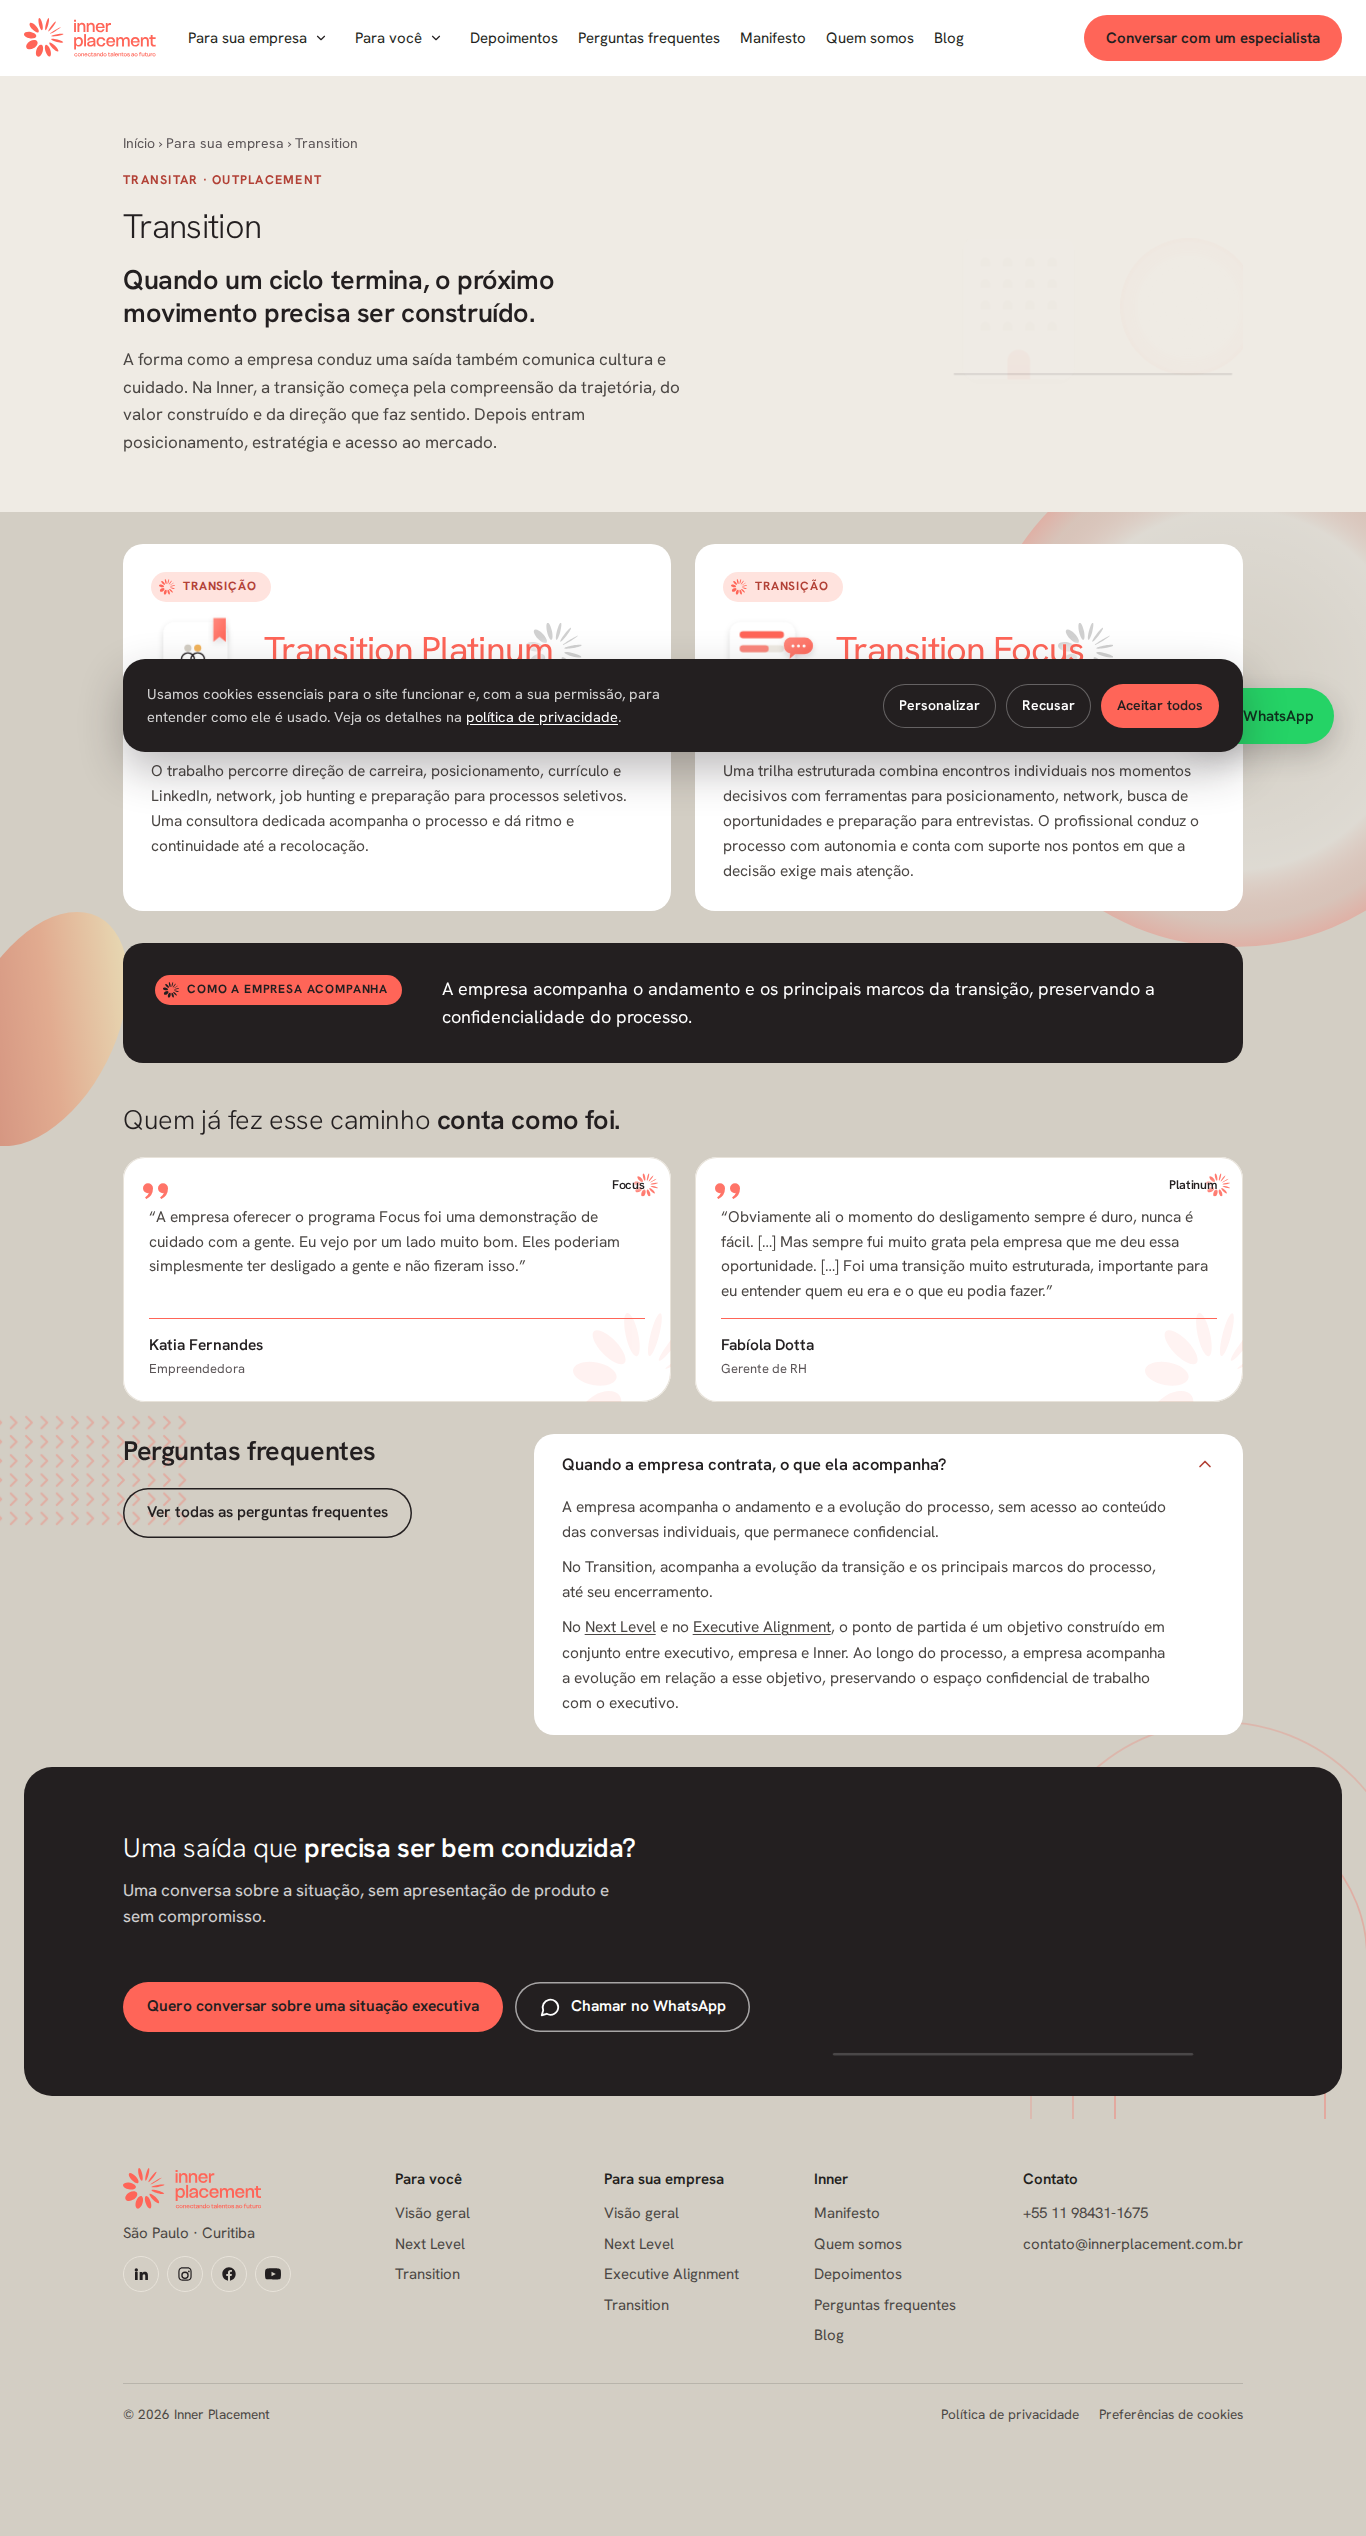 inner
placement
conectando talentos ao futuro
Para sua empresa
Para você
Depoimentos
Perguntas frequentes
Manifesto
Quem somos
Blog
Conversar com um especialista
Início › Para sua empresa › Transition
TRANSITAR · OUTPLACEMENT
Transition
Quando um ciclo termina, o próximo
movimento precisa ser construído.
A forma como a empresa conduz uma saída também comunica cultura e
cuidado. Na Inner, a transição começa pela compreensão da trajetória, do
valor construído e da direção que faz sentido. Depois entram
posicionamento, estratégia e acesso ao mercado.
TRANSIÇÃO
Transition Platinum
TRANSIÇÃO
Transition Focus
Usamos cookies essenciais para o site funcionar e, com a sua permissão, para
entender como ele é usado. Veja os detalhes na política de privacidade.
Personalizar
Recusar
Aceitar todos
WhatsApp
O trabalho percorre direção de carreira, posicionamento, currículo e
LinkedIn, network, job hunting e preparação para processos seletivos.
Uma consultora dedicada acompanha o processo e dá ritmo e
continuidade até a recolocação.
Uma trilha estruturada combina encontros individuais nos momentos
decisivos com ferramentas para posicionamento, network, busca de
oportunidades e preparação para entrevistas. O profissional conduz o
processo com autonomia e conta com suporte nos pontos em que a
decisão exige mais atenção.
COMO A EMPRESA ACOMPANHA
A empresa acompanha o andamento e os principais marcos da transição, preservando a
confidencialidade do processo.
Quem já fez esse caminho conta como foi.
Focus
“A empresa oferecer o programa Focus foi uma demonstração de
cuidado com a gente. Eu vejo por um lado muito bom. Eles poderiam
simplesmente ter desligado a gente e não fizeram isso.”
Katia Fernandes
Empreendedora
Platinum
“Obviamente ali o momento do desligamento sempre é duro, nunca é
fácil. [...] Mas sempre fui muito grata pela empresa que me deu essa
oportunidade. [...] Foi uma transição muito estruturada, importante para
eu entender quem eu era e o que eu podia fazer.”
Fabíola Dotta
Gerente de RH
Perguntas frequentes
Ver todas as perguntas frequentes
Quando a empresa contrata, o que ela acompanha?
A empresa acompanha o andamento e a evolução do processo, sem acesso ao conteúdo
das conversas individuais, que permanece confidencial.
No Transition, acompanha a evolução da transição e os principais marcos do processo,
até seu encerramento.
No Next Level e no Executive Alignment, o ponto de partida é um objetivo construído em
conjunto entre executivo, empresa e Inner. Ao longo do processo, a empresa acompanha
a evolução em relação a esse objetivo, preservando o espaço confidencial de trabalho
com o executivo.
Uma saída que precisa ser bem conduzida?
Uma conversa sobre a situação, sem apresentação de produto e
sem compromisso.
Quero conversar sobre uma situação executiva
Chamar no WhatsApp
inner
placement
conectando talentos ao futuro
São Paulo · Curitiba
Para você
Visão geral
Next Level
Transition
Para sua empresa
Visão geral
Next Level
Executive Alignment
Transition
Inner
Manifesto
Quem somos
Depoimentos
Perguntas frequentes
Blog
Contato
+55 11 98431-1675
contato@innerplacement.com.br
© 2026 Inner Placement
Política de privacidade
Preferências de cookies